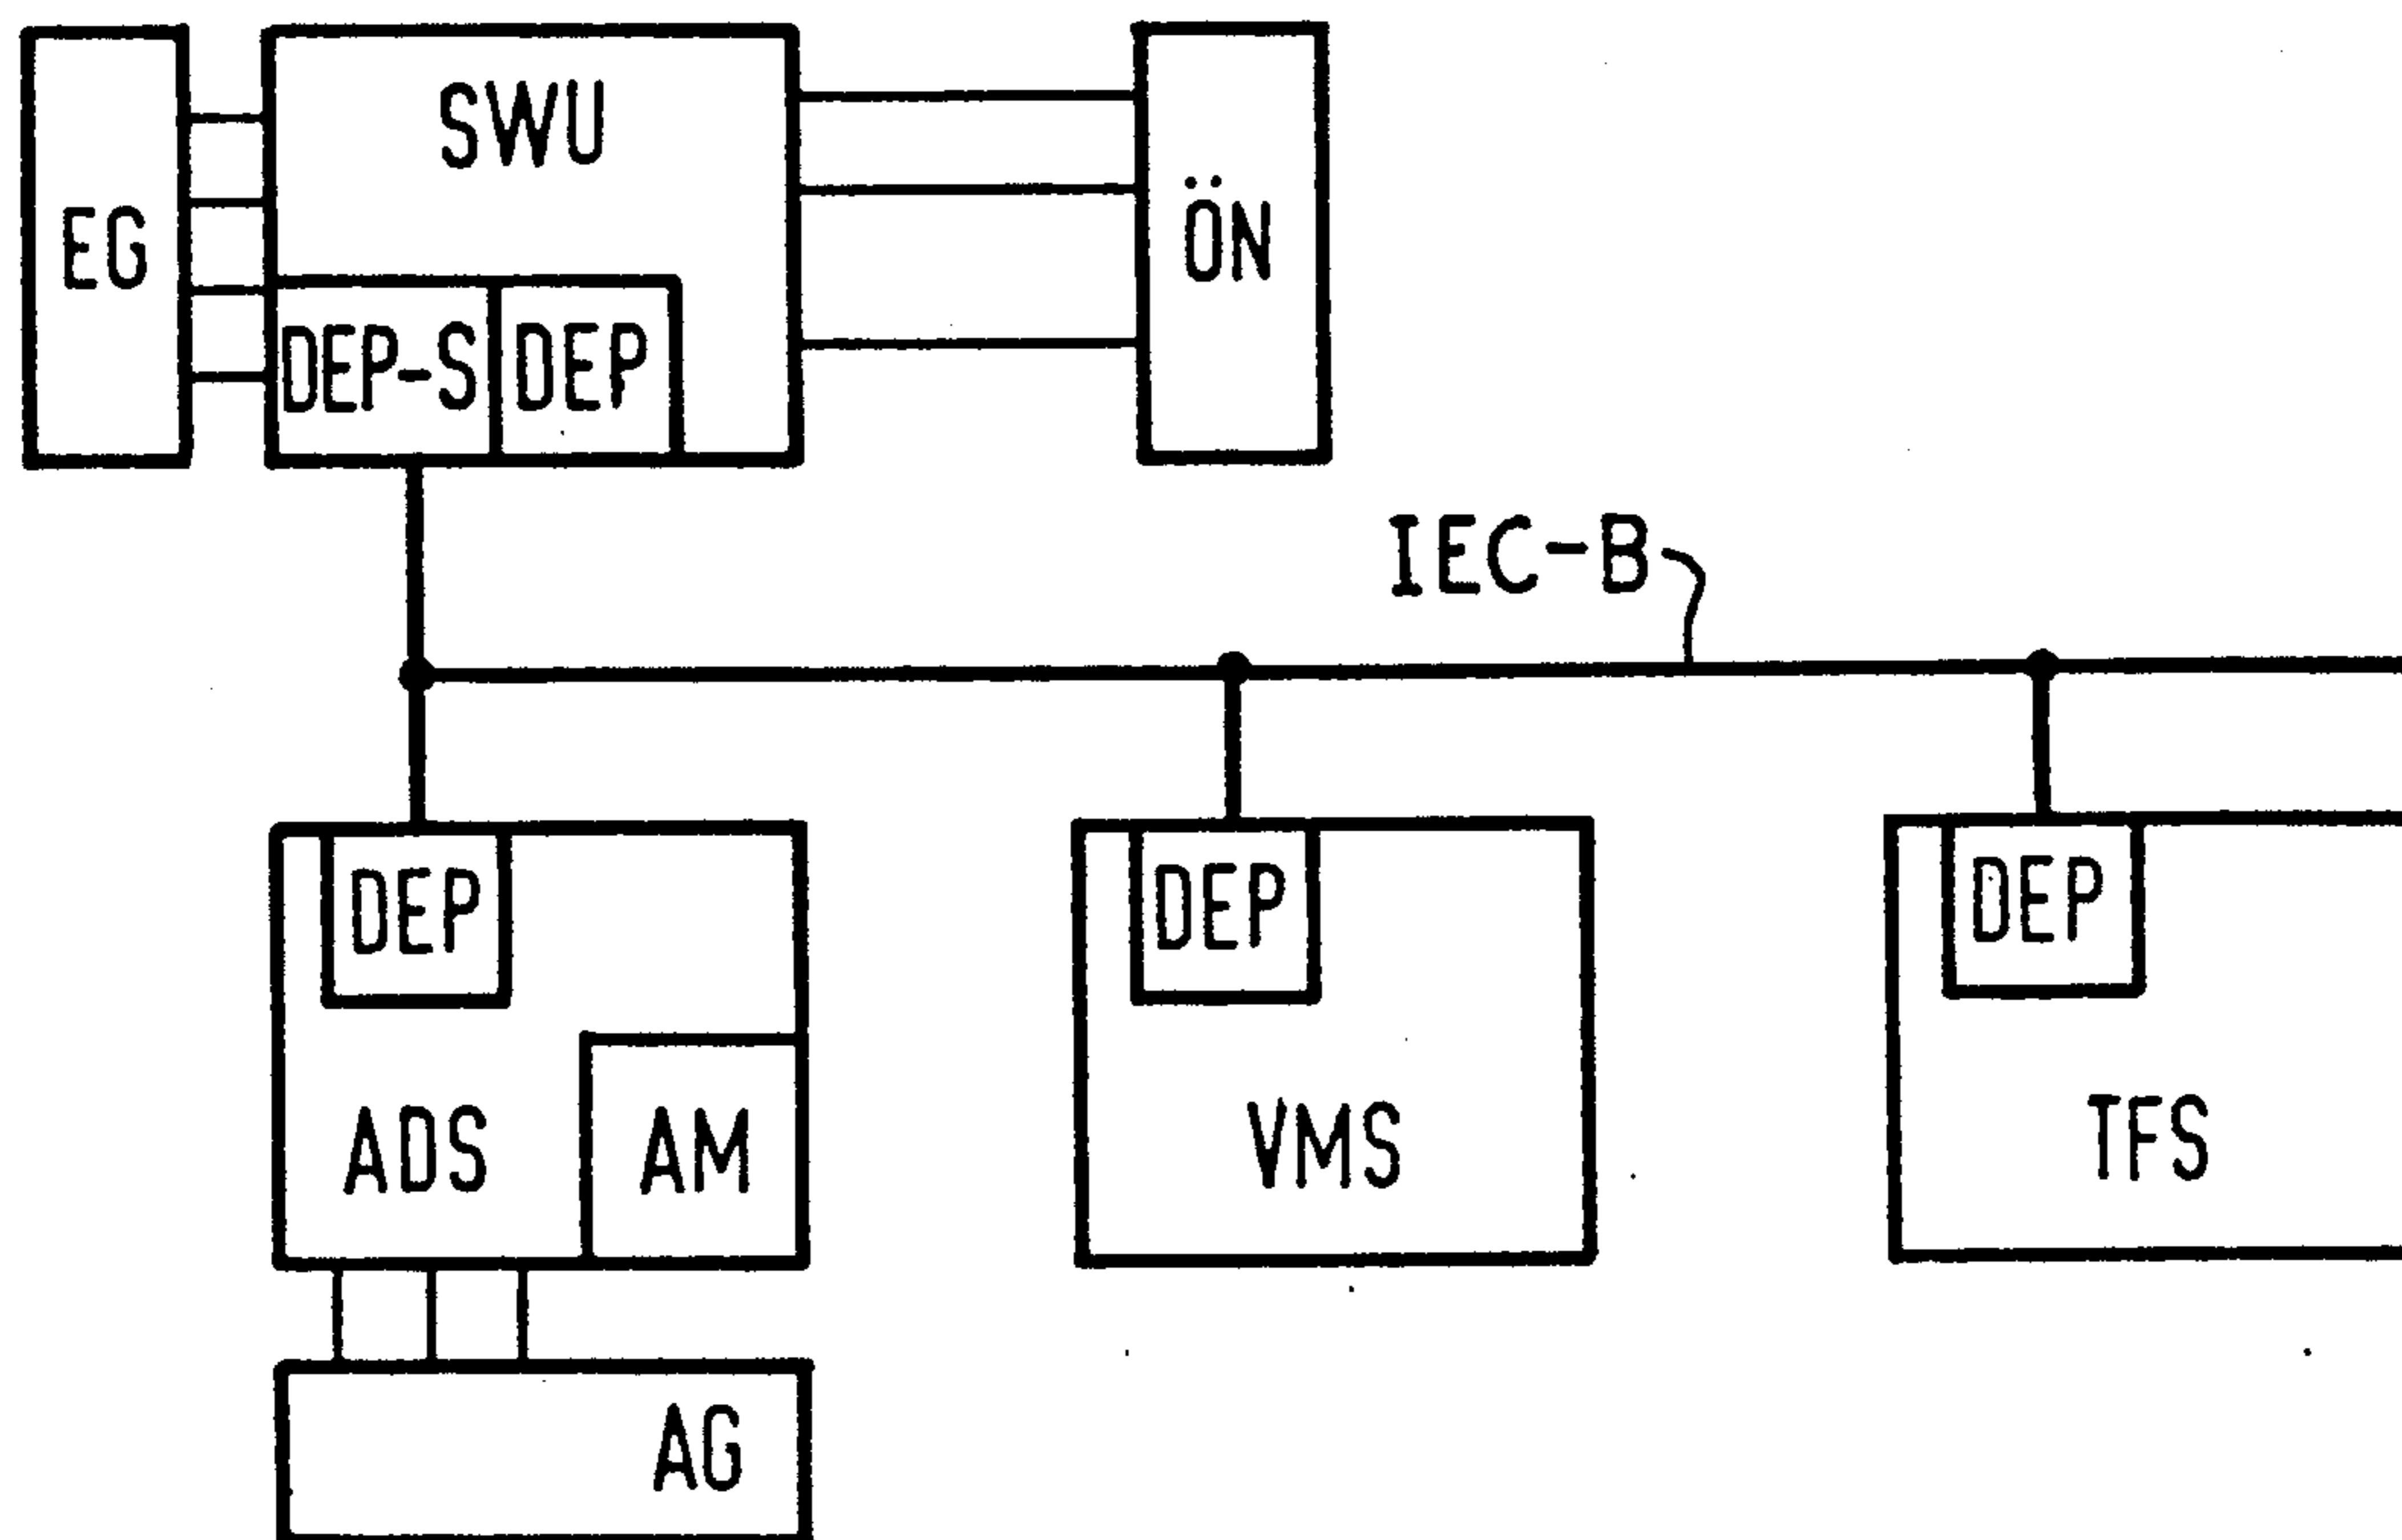 SWU
EG
ÖN
DEP-S
DEP
IEC-B
DEP
DEP
DEP
ADS
AM
VMS
TFS
AG